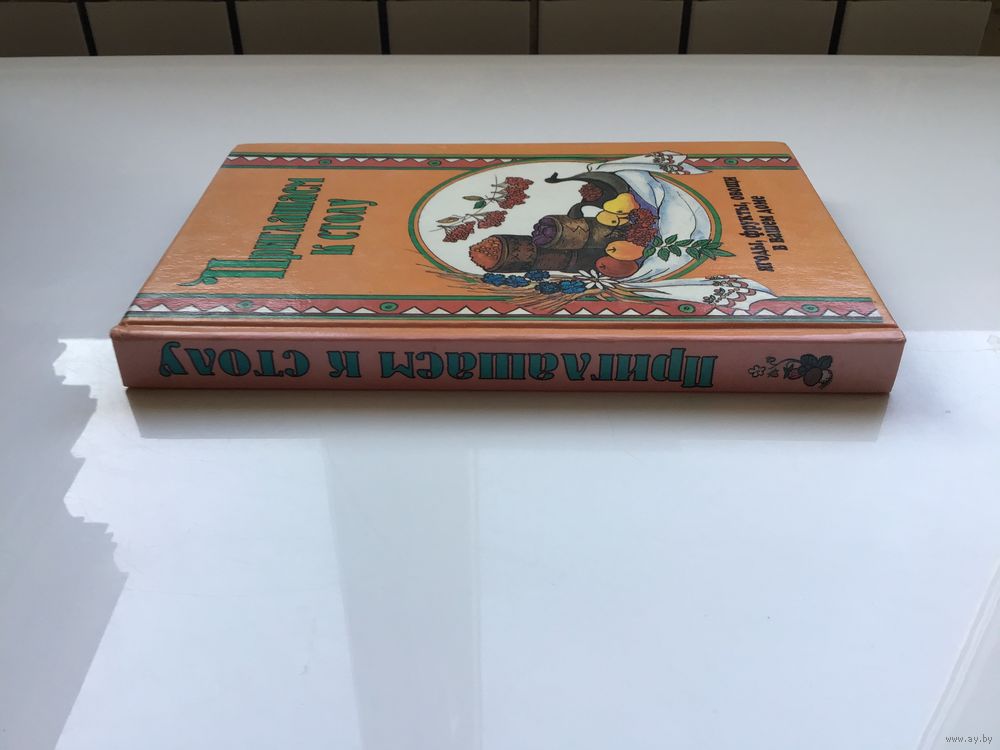 Приглашаем
к столу
ягоды, фрукты, овощи
в вашем доме
Приглашаем к столу
www.ay.by